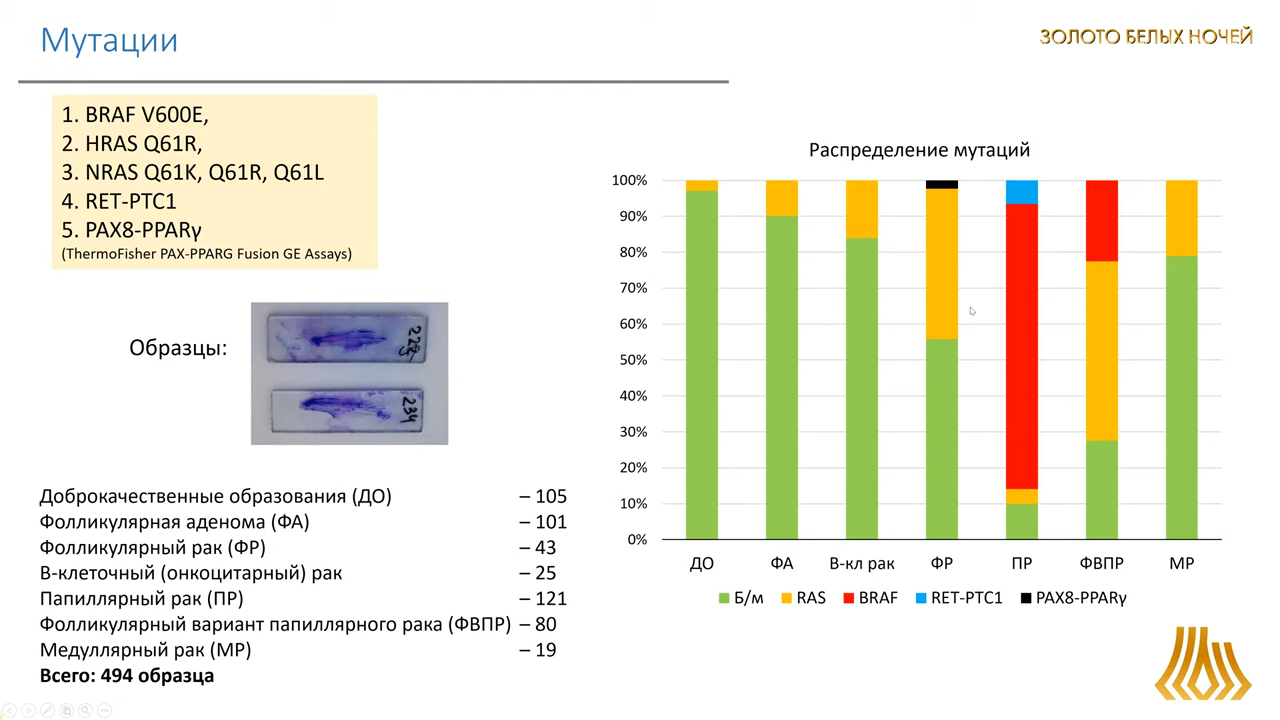 Мутации
ЗОЛОТО БЕЛЫХ НОЧЕЙ
1. BRAF V600E,
2. HRAS Q61R,
3. NRAS Q61K, Q61R, Q61L
4. RET-PTC1
5. PAX8-PPARγ
(ThermoFisher PAX-PPARG Fusion GE Assays)
Образцы:
229
234
Доброкачественные образования (ДО) – 105
Фолликулярная аденома (ФА) – 101
Фолликулярный рак (ФР) – 43
В-клеточный (онкоцитарный) рак – 25
Папиллярный рак (ПР) – 121
Фолликулярный вариант папиллярного рака (ФВПР) – 80
Медуллярный рак (МР) – 19
Всего: 494 образца
Распределение мутаций
100%
90%
80%
70%
60%
50%
40%
30%
20%
10%
0%
ДО ФА В-кл рак ФР ПР ФВПР МР
Б/м RAS BRAF RET-PTC1 PAX8-PPARγ